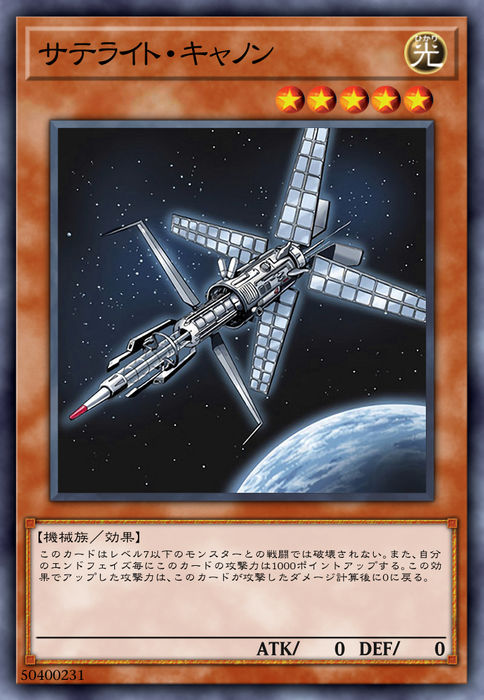 サテライト・キャノン
ひかり
光
【機械族／効果】
このカードはレベル7以下のモンスターとの戦闘では破壊されない。また、自分
のエンドフェイズ毎にこのカードの攻撃力は1000ポイントアップする。この効
果でアップした攻撃力は、このカードが攻撃したダメージ計算後に0に戻る。
ATK/ 0 DEF/ 0
50400231